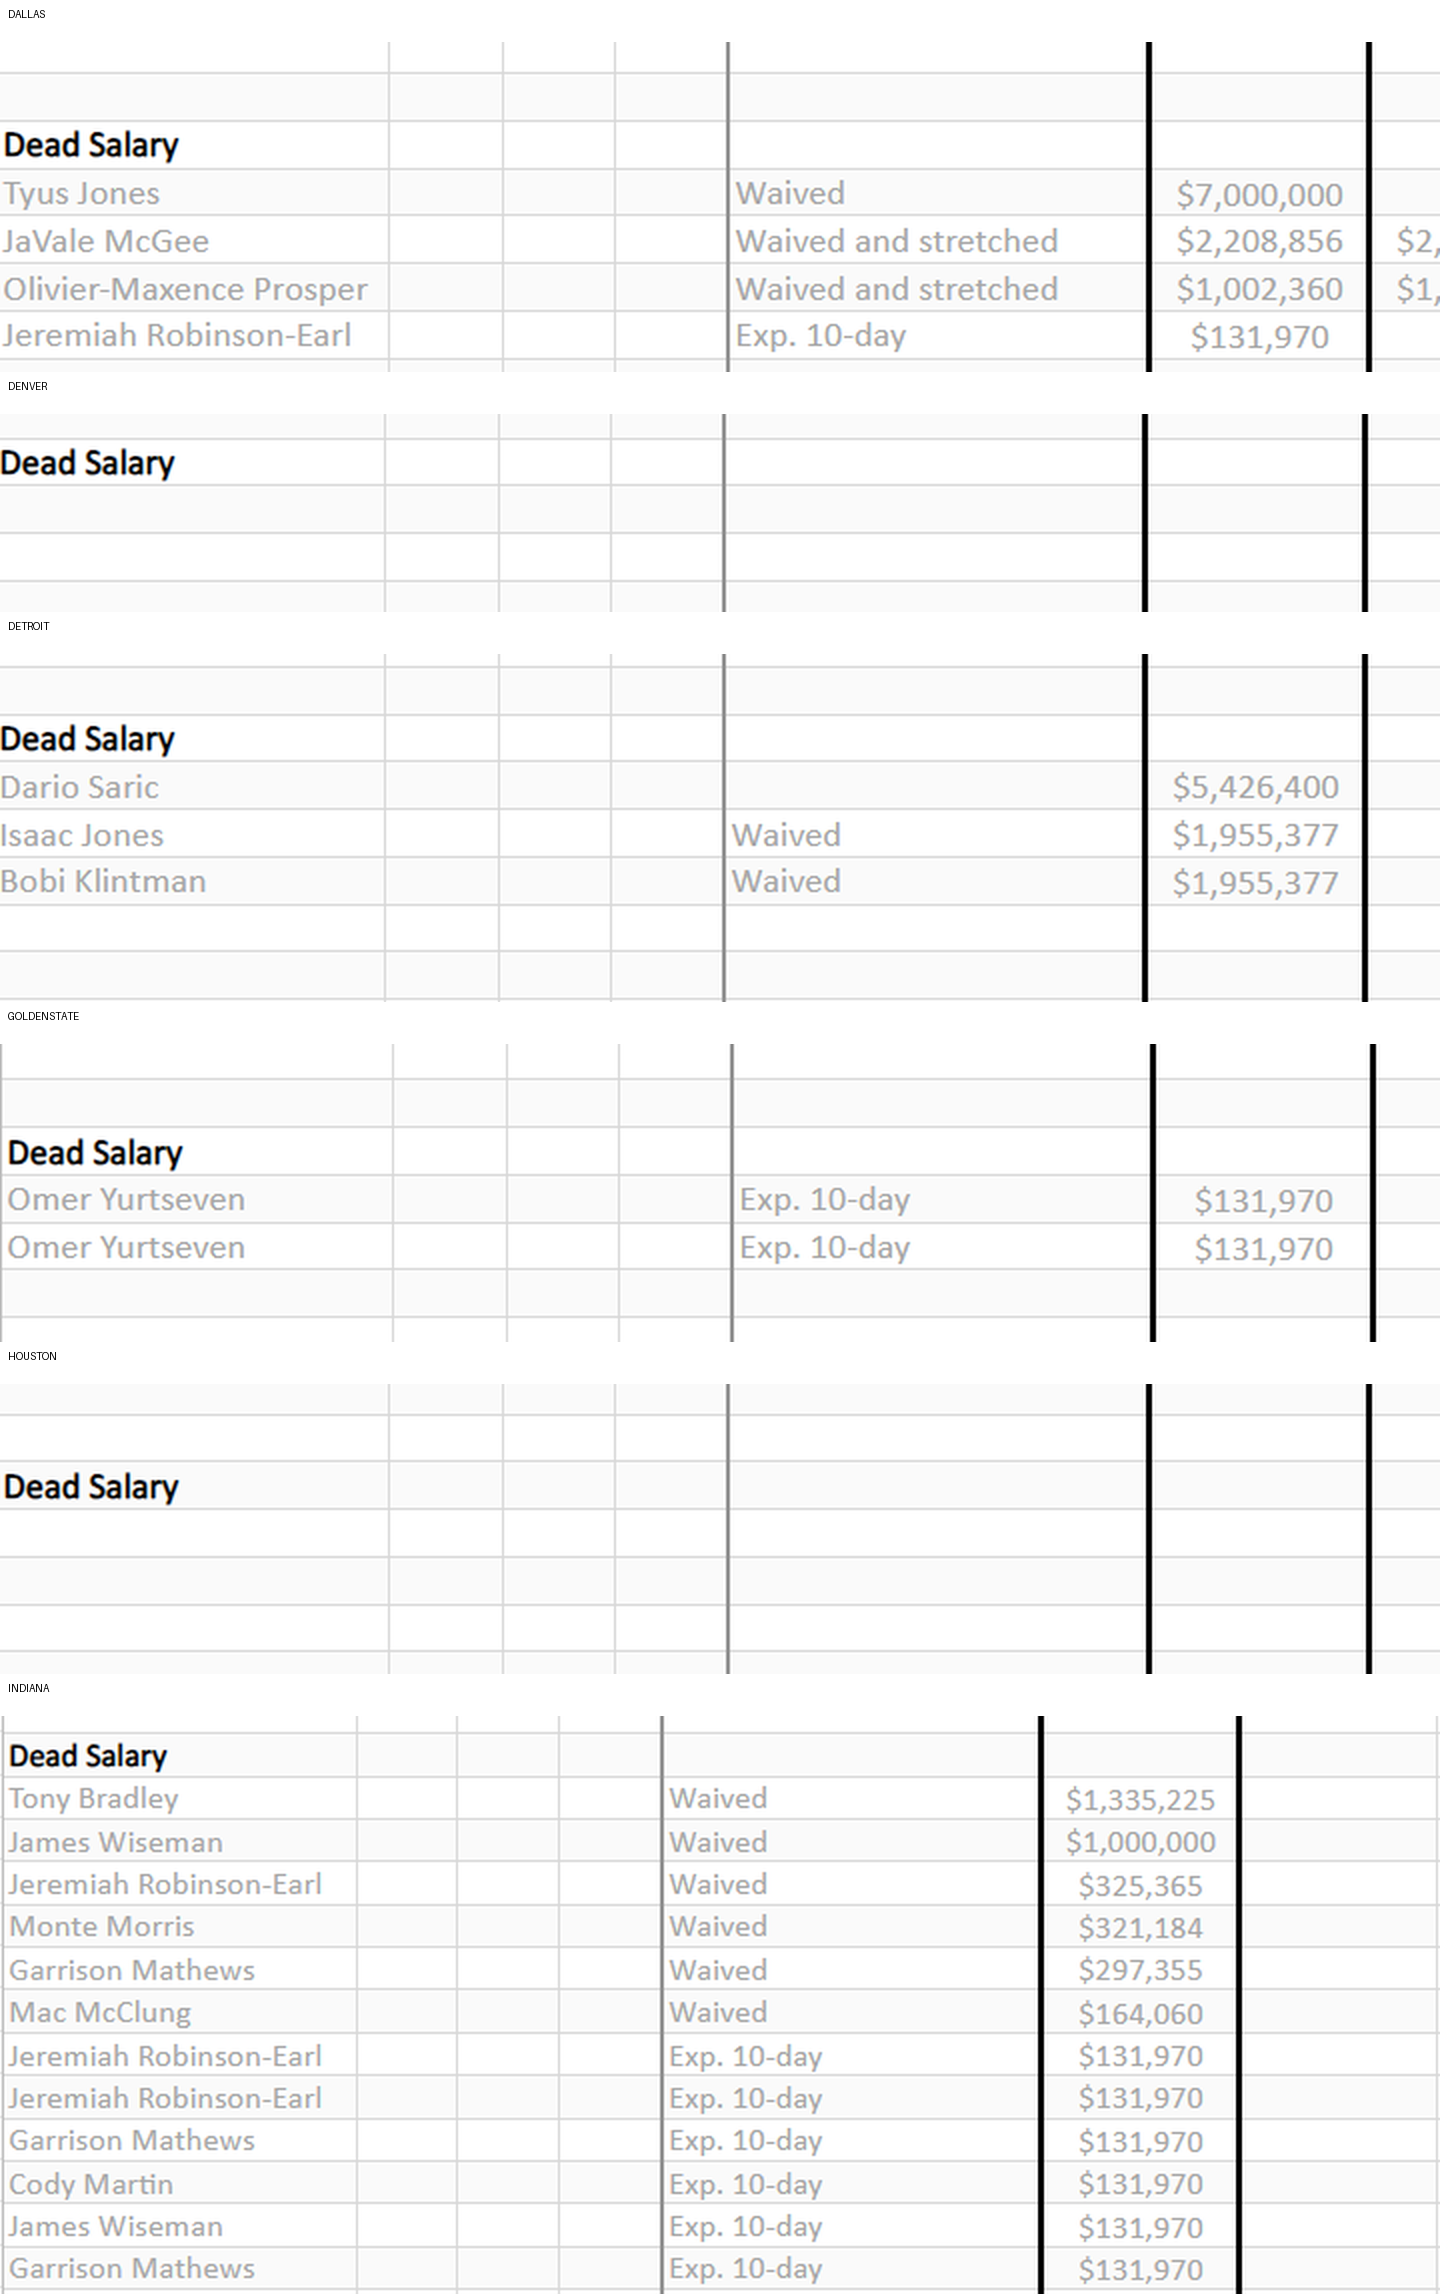 DALLAS
Dead Salary
Tyus Jones Waived $7,000,000
JaVale McGee Waived and stretched $2,208,856 $2,
Olivier-Maxence Prosper Waived and stretched $1,002,360 $1,
Jeremiah Robinson-Earl Exp. 10-day $131,970
DENVER
Dead Salary
DETROIT
Dead Salary
Dario Saric $5,426,400
Isaac Jones Waived $1,955,377
Bobi Klintman Waived $1,955,377
GOLDENSTATE
Dead Salary
Omer Yurtseven Exp. 10-day $131,970
Omer Yurtseven Exp. 10-day $131,970
HOUSTON
Dead Salary
INDIANA
Dead Salary
Tony Bradley Waived $1,335,225
James Wiseman Waived $1,000,000
Jeremiah Robinson-Earl Waived $325,365
Monte Morris Waived $321,184
Garrison Mathews Waived $297,355
Mac McClung Waived $164,060
Jeremiah Robinson-Earl Exp. 10-day $131,970
Jeremiah Robinson-Earl Exp. 10-day $131,970
Garrison Mathews Exp. 10-day $131,970
Cody Martin Exp. 10-day $131,970
James Wiseman Exp. 10-day $131,970
Garrison Mathews Exp. 10-day $131,970